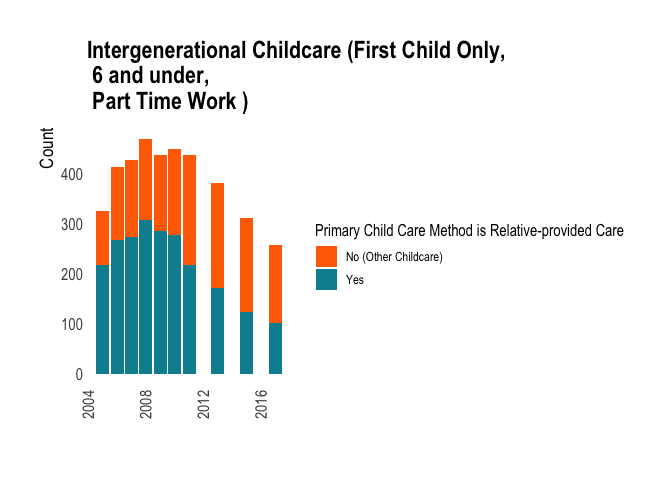 Intergenerational Childcare (First Child Only,
6 and under,
Part Time Work )
Count
400
300
200
100
0
2004
2008
2012
2016
Primary Child Care Method is Relative-provided Care
No (Other Childcare)
Yes